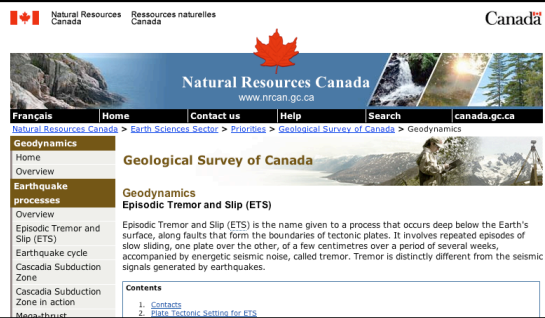 Natural Resources Ressources naturelles
Canada Canada
Canada
Natural Resources Canada
www.nrcan.gc.ca
Français Home Contact us Help Search canada.gc.ca
Natural Resources Canada > Earth Sciences Sector > Priorities > Geological Survey of Canada > Geodynamics
Geodynamics
Home
Overview
Earthquake
processes
Overview
Episodic Tremor and
Slip (ETS)
Earthquake cycle
Cascadia Subduction
Zone
Cascadia Subduction
Zone in action
Mega-thrust
Geological Survey of Canada
Geodynamics
Episodic Tremor and Slip (ETS)
Episodic Tremor and Slip (ETS) is the name given to a process that occurs deep below the Earth's
surface, along faults that form the boundaries of tectonic plates. It involves repeated episodes of
slow sliding, one plate over the other, of a few centimetres over a period of several weeks,
accompanied by energetic seismic noise, called tremor. Tremor is distinctly different from the seismic
signals generated by earthquakes.
Contents
1. Contacts
2. Plate Tectonic Setting for ETS